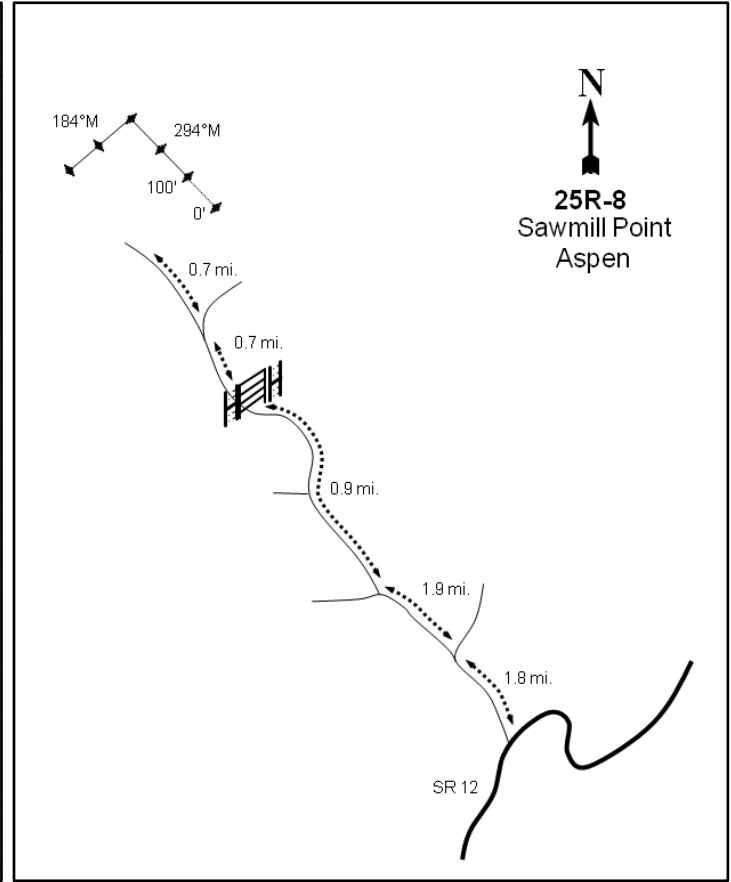 N
25R-8
Sawmill Point
Aspen
184°M
294°M
100'
0'
0.7 mi.
0.7 mi.
0.9 mi.
1.9 mi.
1.8 mi.
SR 12